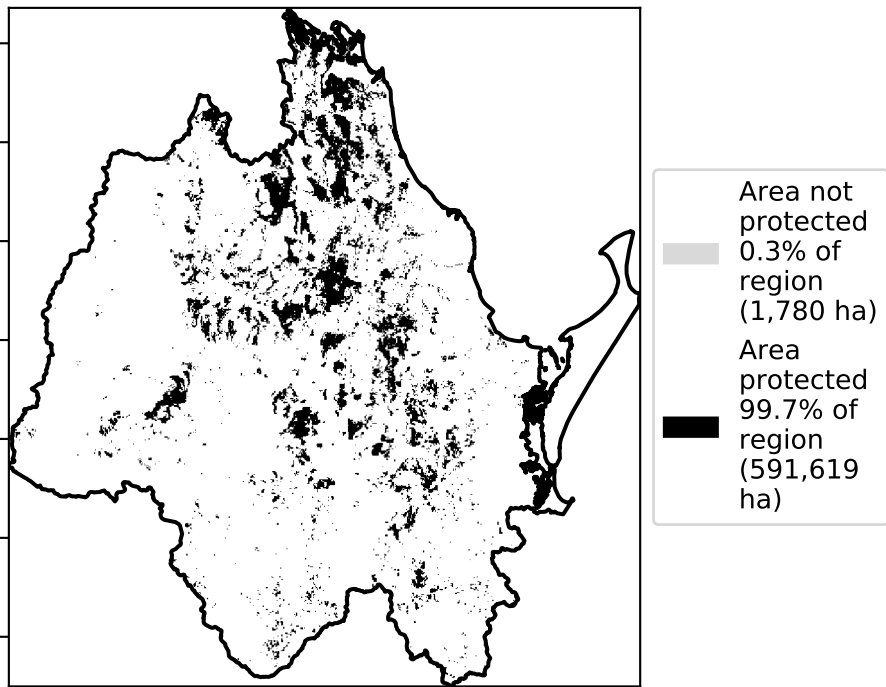 Area not
protected
0.3% of
region
(1,780 ha)
Area
protected
99.7% of
region
(591,619
ha)